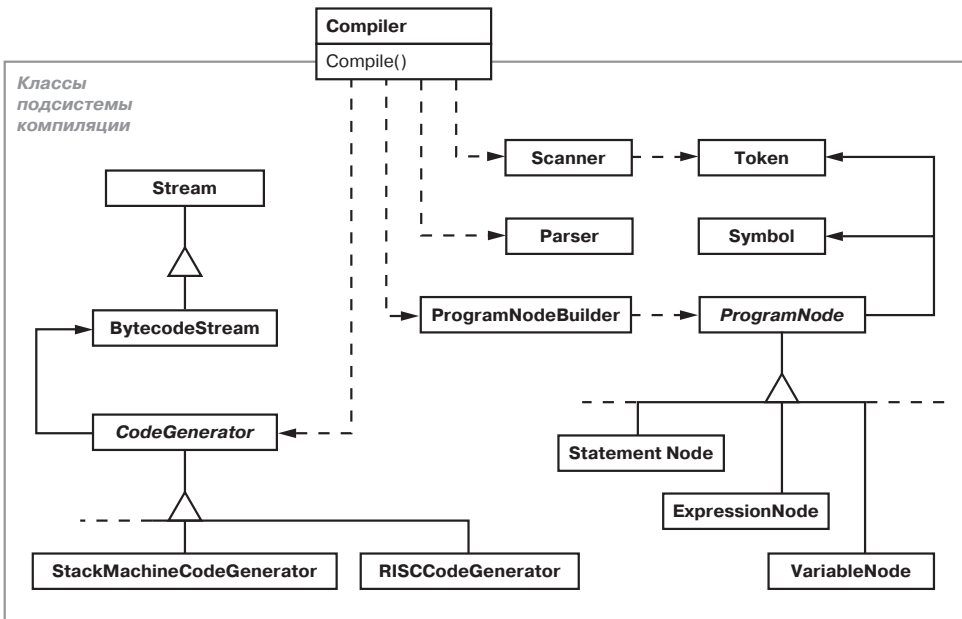 Compiler
Compile()
Классы
подсистемы
компиляции
Scanner
Token
Stream
Parser
Symbol
BytecodeStream
ProgramNodeBuilder
ProgramNode
CodeGenerator
Statement Node
ExpressionNode
StackMachineCodeGenerator
RISCCodeGenerator
VariableNode